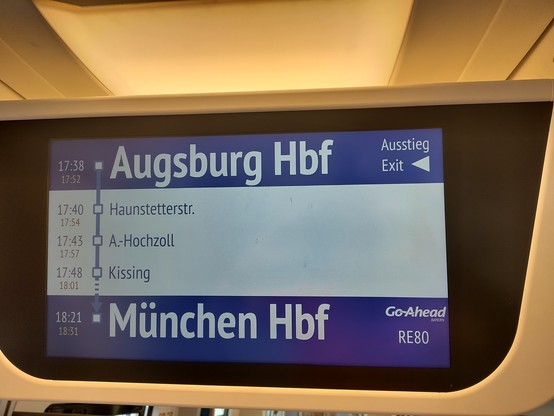 17:38 Augsburg Hbf Ausstieg
17:52 Exit
17:40 Haunstetterstr.
17:54
17:43 A.-Hochzoll
17:57
17:48 Kissing
18:01
18:21 München Hbf Go-Ahead
18:31 RE80